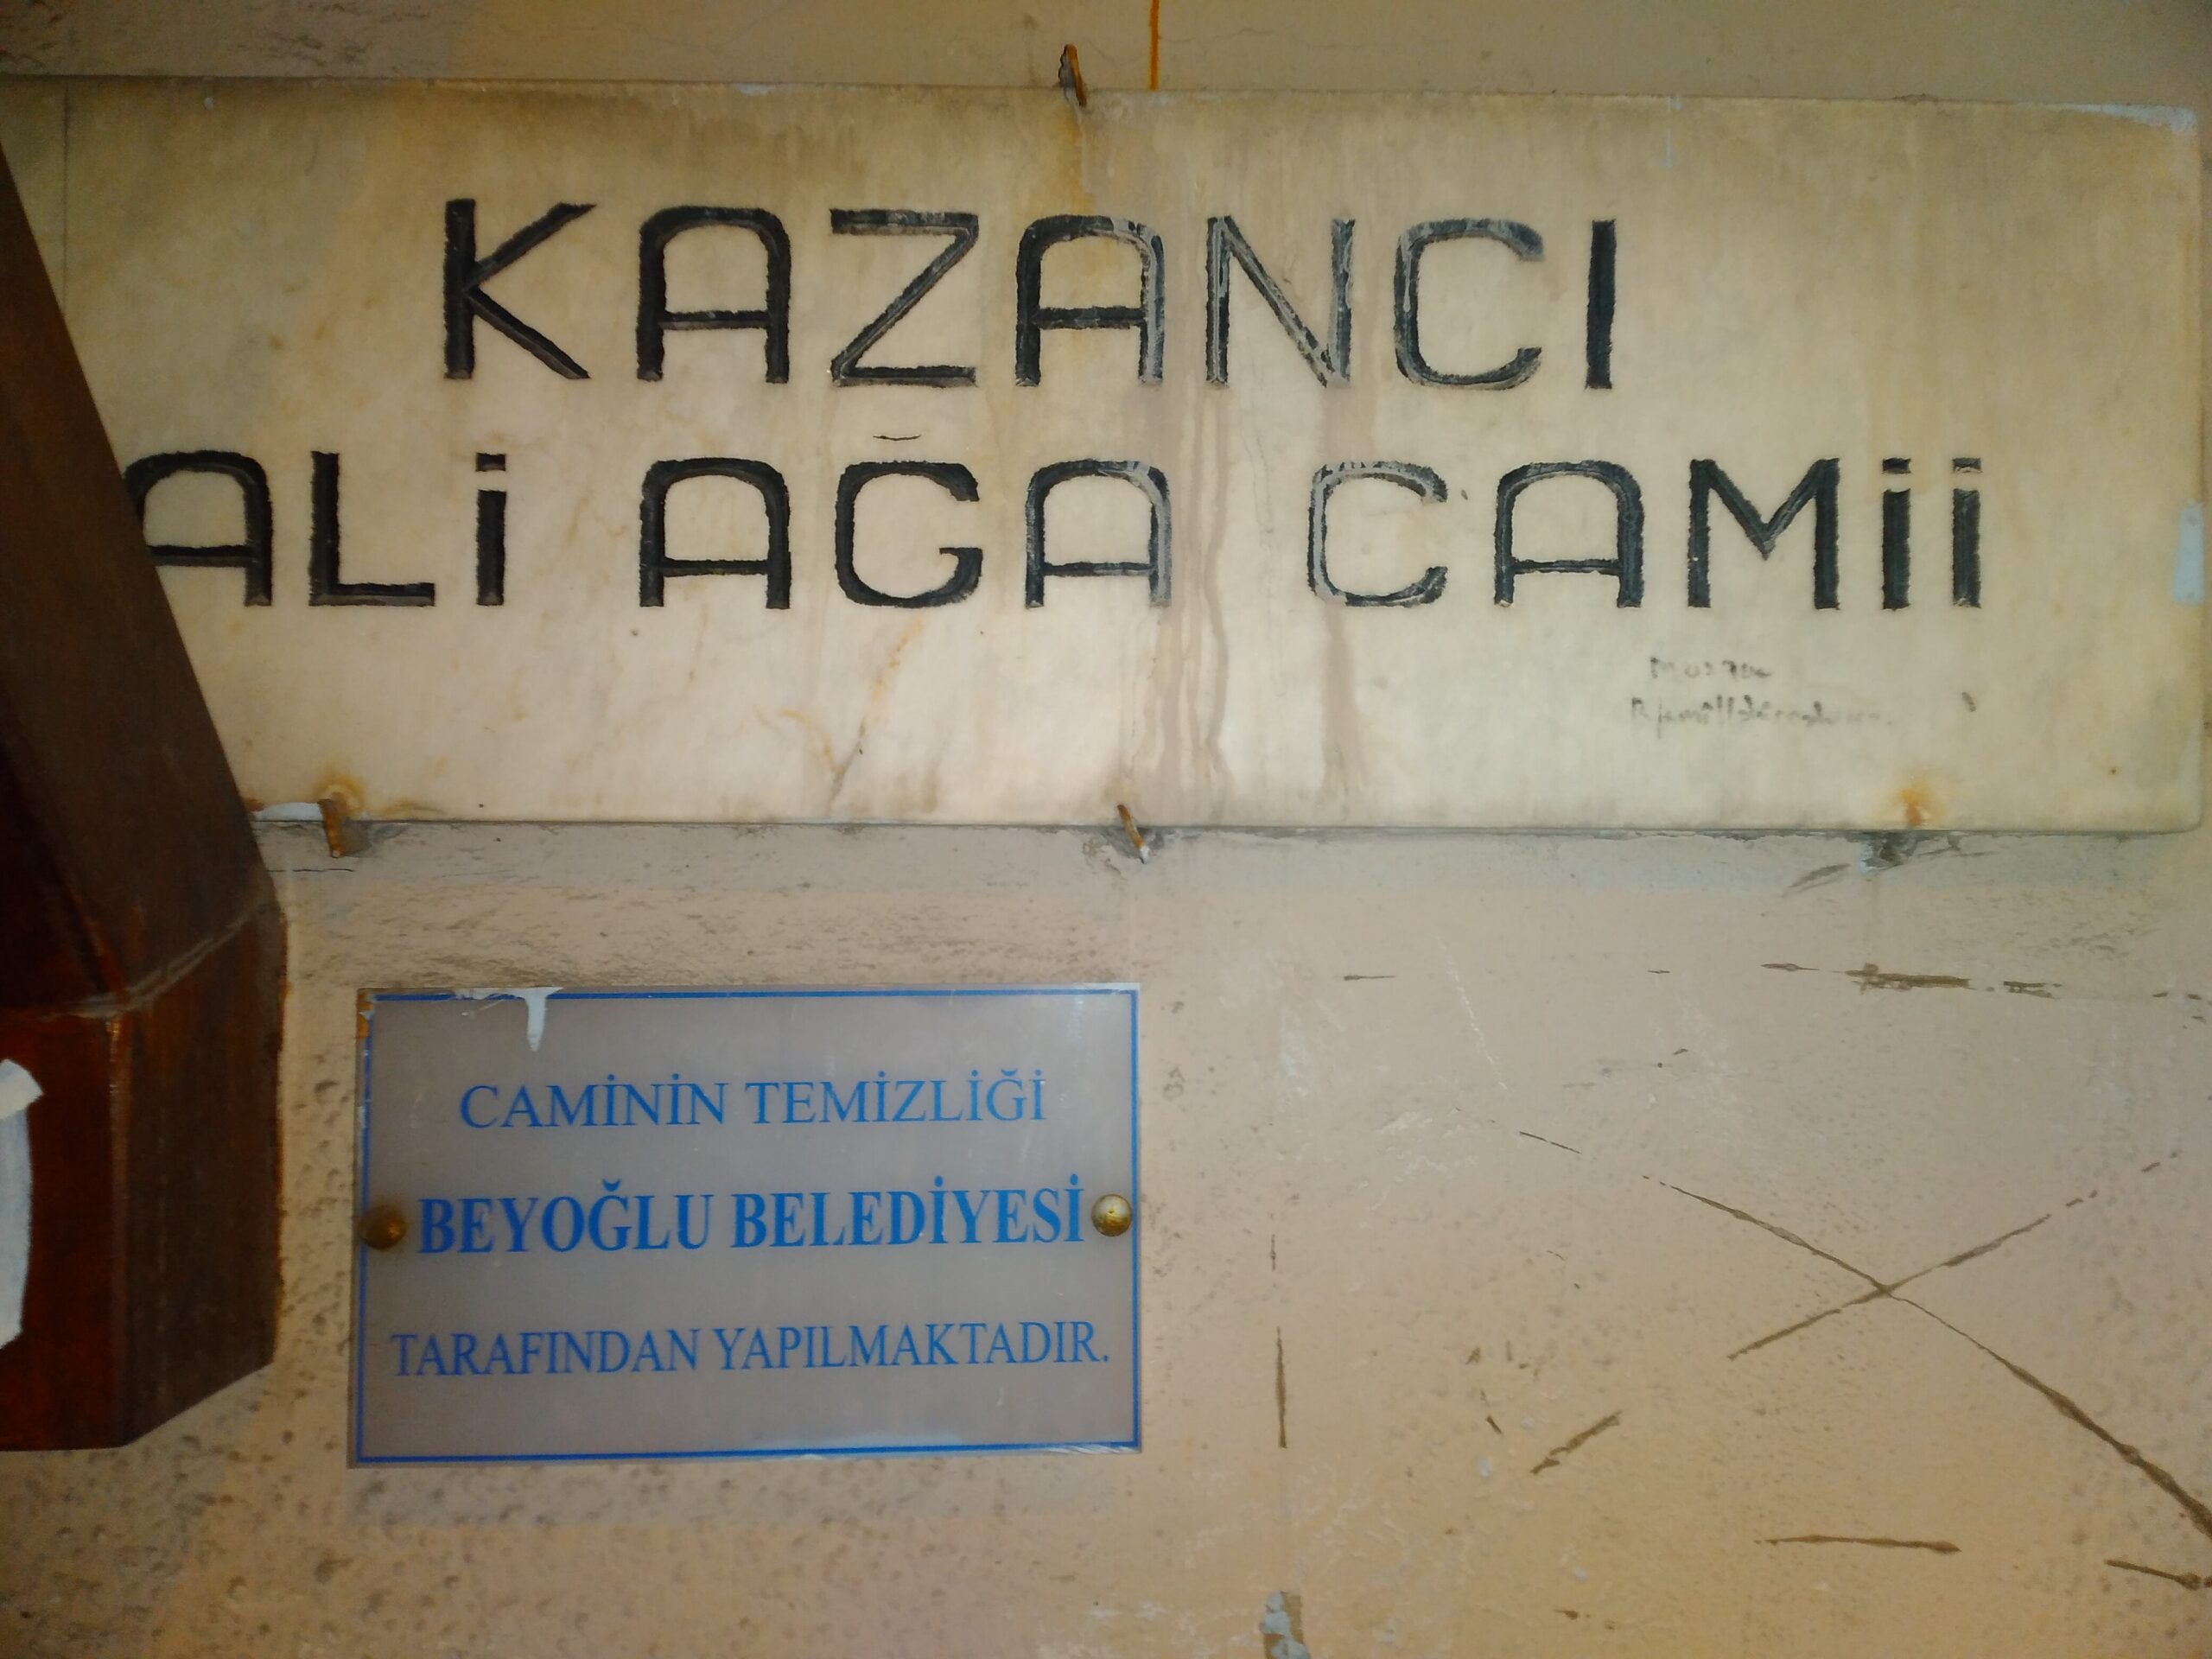 KAZANCI
ALİ AĞA CAMİİ
CAMİNİN TEMİZLİĞİ
BEYOĞLU BELEDİYESİ
TARAFINDAN YAPILMAKTADIR.